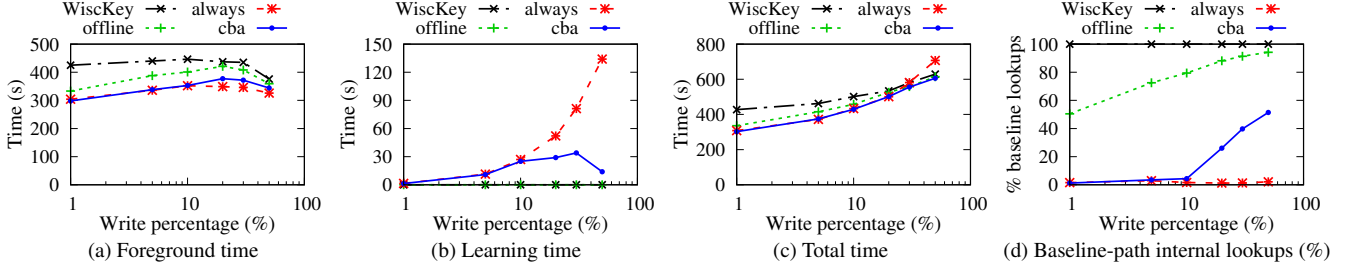 WiscKey always
offline cba
Time (s)
500
400
300
200
100
0
1 10 100
Write percentage (%)
(a) Foreground time
WiscKey always
offline cba
Time (s)
150
120
90
60
30
0
1 10 100
Write percentage (%)
(b) Learning time
WiscKey always
offline cba
Time (s)
800
600
400
200
0
1 10 100
Write percentage (%)
(c) Total time
WiscKey always
offline cba
% baseline lookups
100
80
60
40
20
0
1 10 100
Write percentage (%)
(d) Baseline-path internal lookups (%)